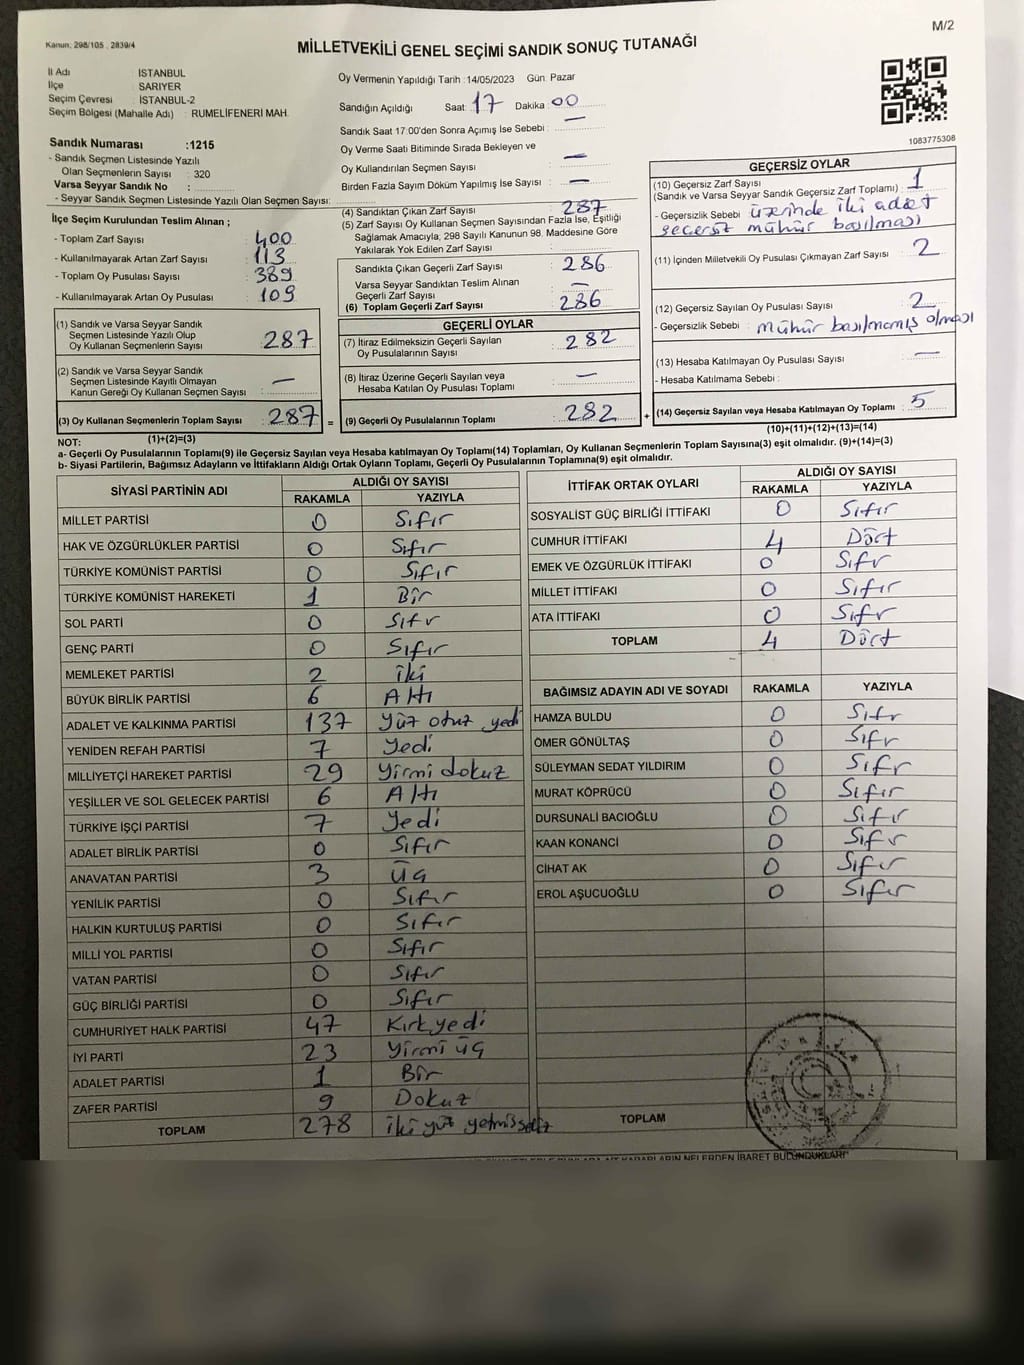 M/2
Kanun: 298/105 , 2839/4
MİLLETVEKİLİ GENEL SEÇİMİ SANDIK SONUÇ TUTANAĞI
İl Adı : İSTANBUL
İlçe : SARIYER
Seçim Çevresi : İSTANBUL-2
Seçim Bölgesi (Mahalle Adı) : RUMELİFENERİ MAH.
Sandık Numarası :1215
- Sandık Seçmen Listesinde Yazılı
Olan Seçmenlerin Sayısı : 320
Varsa Seyyar Sandık No :
- Seyyar Sandık Seçmen Listesinde Yazılı Olan Seçmen Sayısı:
İlçe Seçim Kurulundan Teslim Alınan ;
- Toplam Zarf Sayısı : 400
- Kullanılmayarak Artan Zarf Sayısı : 113
- Toplam Oy Pusulası Sayısı : 389
- Kullanılmayarak Artan Oy Pusulası : 109
Oy Vermenin Yapıldığı Tarih :14/05/2023 Gün: Pazar
Sandığın Açıldığı Saat: 17 Dakika: 00
Sandık Saat 17:00'den Sonra Açımış İse Sebebi : —
Oy Verme Saati Bitiminde Sırada Bekleyen ve
Oy Kullandırılan Seçmen Sayısı : —
Birden Fazla Sayım Döküm Yapılmış İSe Sayısı : —
(4) Sandıktan Çıkan Zarf Sayısı : 287
(5) Zarf Sayısı Oy Kullanan Seçmen Sayısından Fazla İse, Eşitliği
Sağlamak Amacıyla, 298 Sayılı Kanunun 98. Maddesine Göre
Yakılarak Yok Edilen Zarf Sayısı :
Sandıkta Çıkan Geçerli Zarf Sayısı : 286
Varsa Seyyar Sandıktan Teslim Alınan
Geçerli Zarf Sayısı : —
(6) Toplam Geçerli Zarf Sayısı : 286
1083775308
GEÇERSİZ OYLAR
(10) Geçersiz Zarf Sayısı : 1
(Sandık ve Varsa Seyyar Sandık Geçersiz Zarf Toplamı)
- Geçersizlik Sebebi : üzerinde iki adet
geçersiz mühür basılması
(11) İçinden Milletvekili Oy Pusulası Çıkmayan Zarf Sayısı : 2
(12) Geçersiz Sayılan Oy Pusulası Sayısı : 2
- Geçersizlik Sebebi : mühür basılmamış olması
(13) Hesaba Katılmayan Oy Pusulası Sayısı : —
- Hesaba Katılmama Sebebi :
(14) Geçersiz Sayılan veya Hesaba Katılmayan Oy Toplamı : 5
(10)+(11)+(12)+(13)=(14)
(1) Sandık ve Varsa Seyyar Sandık
Seçmen Listesinde Yazılı Olup
Oy Kullanan Seçmenlerin Sayısı : 287
(2) Sandık ve Varsa Seyyar Sandık
Seçmen Listesinde Kayıtlı Olmayan
Kanun Gereği Oy Kullanan Seçmen Sayısı : —
(3) Oy Kullanan Seçmenlerin Toplam Sayısı : 287 =
(1)+(2)=(3)
GEÇERLİ OYLAR
(7) İtiraz Edilmeksizin Geçerli Sayılan
Oy Pusulalarının Sayısı : 282
(8) İtiraz Üzerine Geçerli Sayılan veya
Hesaba Katılan Oy Pusulası Toplamı : —
(9) Geçerli Oy Pusulalarının Toplamı : 282 +
NOT:
a- Geçerli Oy Pusulaları Toplamı(9) ile Geçersiz Sayılan veya Hesaba katılmayan Oy Toplamı(14) Toplamları, Oy Kullanan Seçmenlerin Toplam Sayısına(3) eşit olmalıdır. (9)+(14)=(3)
b- Siyasi Partilerin, Bağımsız Adayların ve İttifakların Aldığı Ortak Oyların Toplamı, Geçerli Oy Pusulalarının Toplamına(9) eşit olmalıdır.
SİYASİ PARTİNİN ADI ALDIĞI OY SAYISI
RAKAMLA YAZIYLA
MİLLET PARTİSİ 0 Sıfır
HAK VE ÖZGÜRLÜKLER PARTİSİ 0 Sıfır
TÜRKİYE KOMÜNİST PARTİSİ 0 Sıfır
TÜRKİYE KOMÜNİST HAREKETİ 1 Bir
SOL PARTİ 0 Sıfır
GENÇ PARTİ 0 Sıfır
MEMLEKET PARTİSİ 2 iki
BÜYÜK BİRLİK PARTİSİ 6 Altı
ADALET VE KALKINMA PARTİSİ 137 Yüz otuz yedi
YENİDEN REFAH PARTİSİ 7 Yedi
MİLLİYETÇİ HAREKET PARTİSİ 29 Yirmi dokuz
YEŞİLLER VE SOL GELECEK PARTİSİ 6 Altı
TÜRKİYE İŞÇİ PARTİSİ 7 Yedi
ADALET BİRLİK PARTİSİ 0 Sıfır
ANAVATAN PARTİSİ 3 Üç
YENİLİK PARTİSİ 0 Sıfır
HALKIN KURTULUŞ PARTİSİ 0 Sıfır
MİLLİ YOL PARTİSİ 0 Sıfır
VATAN PARTİSİ 0 Sıfır
GÜÇ BİRLİĞİ PARTİSİ 0 Sıfır
CUMHURİYET HALK PARTİSİ 47 Kırk yedi
İYİ PARTİ 23 Yirmi üç
ADALET PARTİSİ 1 Bir
ZAFER PARTİSİ 9 Dokuz
TOPLAM 278 iki yüz yetmiş sekiz
İTTİFAK ORTAK OYLARI ALDIĞI OY SAYISI
RAKAMLA YAZIYLA
SOSYALİST GÜÇ BİRLİĞİ İTTİFAKI 0 Sıfır
CUMHUR İTTİFAKI 4 Dört
EMEK VE ÖZGÜRLÜK İTTİFAKI 0 Sıfır
MİLLET İTTİFAKI 0 Sıfır
ATA İTTİFAKI 0 Sıfır
TOPLAM 4 Dört
BAĞIMSIZ ADAYIN ADI VE SOYADI RAKAMLA YAZIYLA
HAMZA BULDU 0 Sıfır
ÖMER GÖNÜLTAŞ 0 Sıfır
SÜLEYMAN SEDAT YILDIRIM 0 Sıfır
MURAT KÖPRÜCÜ 0 Sıfır
DURSUNALİ BACIOĞLU 0 Sıfır
KAAN KONANCİ 0 Sıfır
CİHAT AK 0 Sıfır
EROL AŞUCUOĞLU 0 Sıfır
TOPLAM